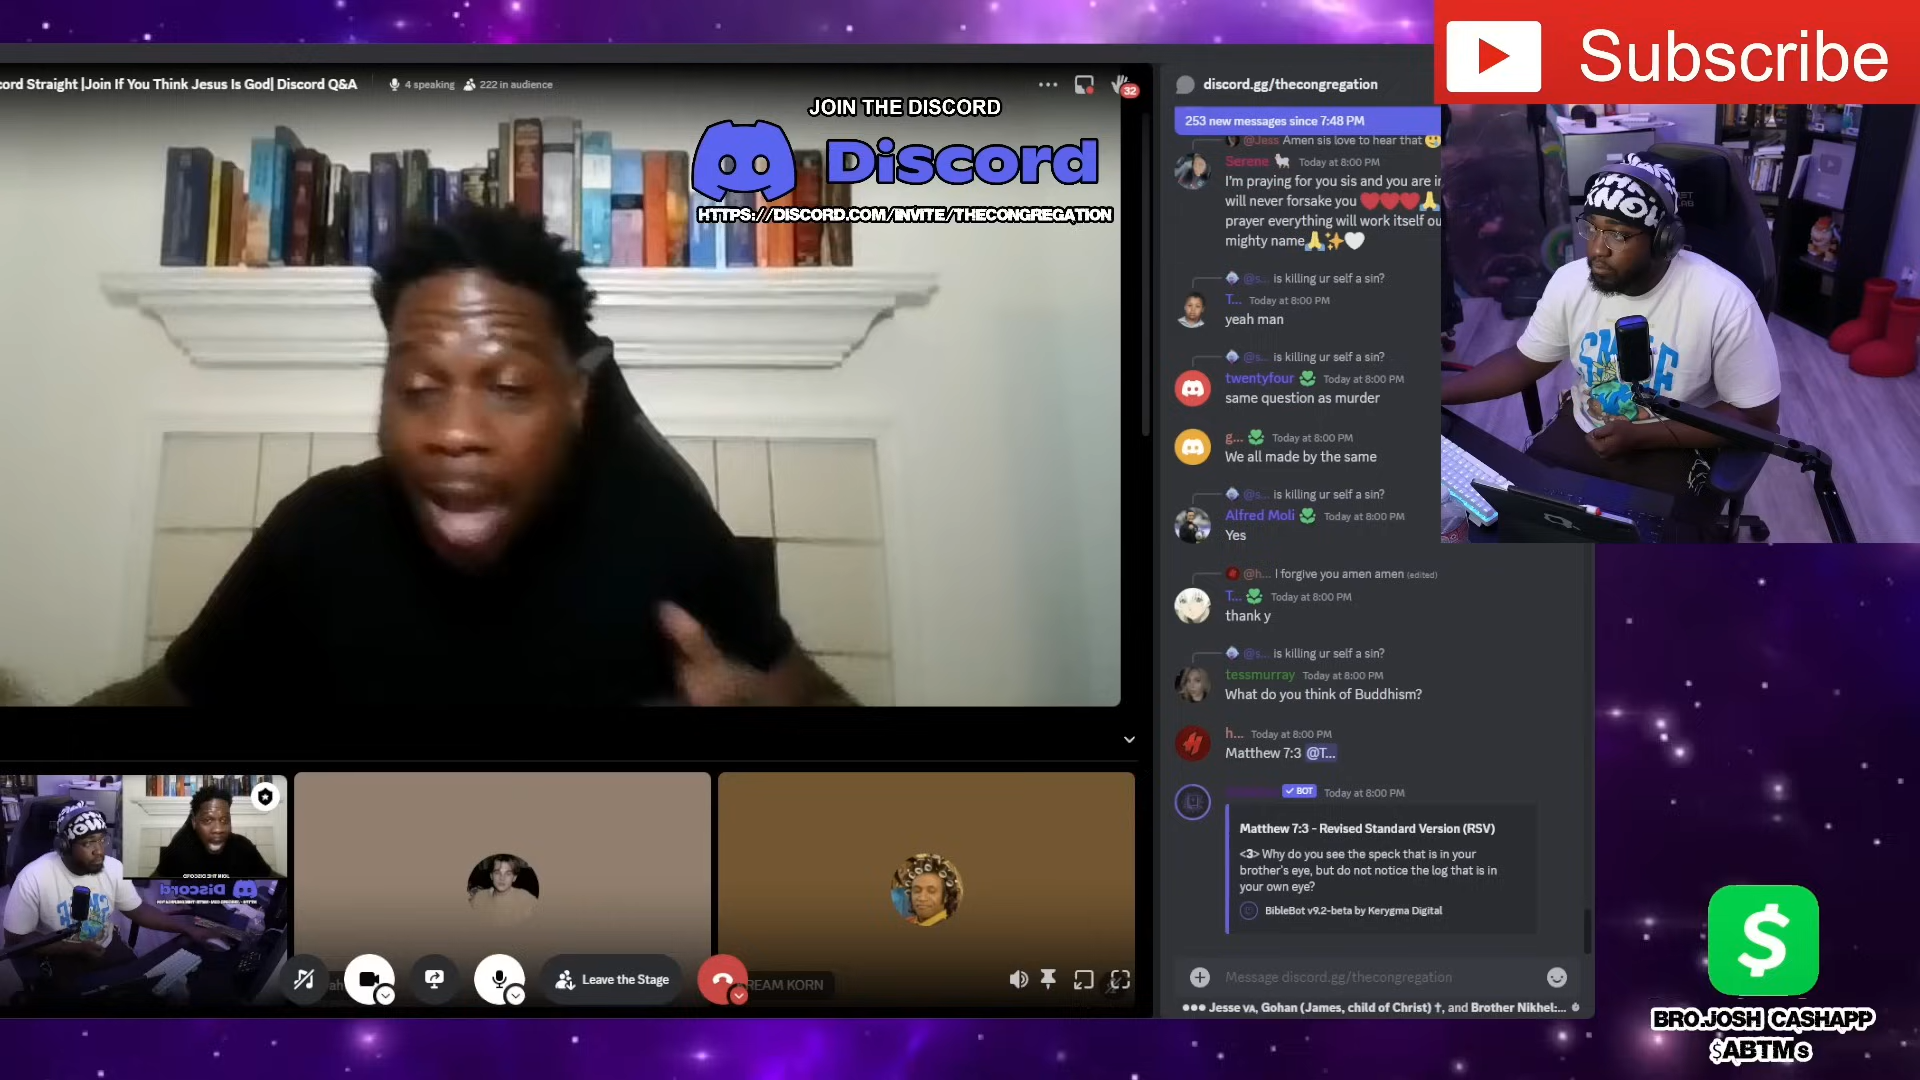 cord Straight |Join If You Think Jesus Is God| Discord Q&A
4 speaking
222 in audience
32
JOIN THE DISCORD
Discord
HTTPS://DISCORD.COM/INVITE/THECONGREGATION
discord.gg/thecongregation
Subscribe
253 new messages since 7:48 PM
@Jess Amen sis love to hear that
Serene Today at 8:00 PM
I'm praying for you sis and you are in
will never forsake you ❤️❤️❤️🙏
prayer everything will work itself ou
mighty name🙏✨🤍
@s... is killing ur self a sin?
T... Today at 8:00 PM
yeah man
@s... is killing ur self a sin?
twentyfour Today at 8:00 PM
same question as murder
g... Today at 8:00 PM
We all made by the same
@s... is killing ur self a sin?
Alfred Moli Today at 8:00 PM
Yes
@h... I forgive you amen amen (edited)
T... Today at 8:00 PM
thank y
@s... is killing ur self a sin?
tessmurray Today at 8:00 PM
What do you think of Buddhism?
h... Today at 8:00 PM
Matthew 7:3 @T...
BOT Today at 8:00 PM
Matthew 7:3 - Revised Standard Version (RSV)
<3> Why do you see the speck that is in your
brother's eye, but do not notice the log that is in
your own eye?
BibleBot v9.2-beta by Kerygma Digital
Leave the Stage
REAM KORN
Message discord.gg/thecongregation
Jesse VA, Gohan (James, child of Christ) ✝, and Brother Nikhel:...
$
BRO.JOSH CASHAPP
$ABTMs